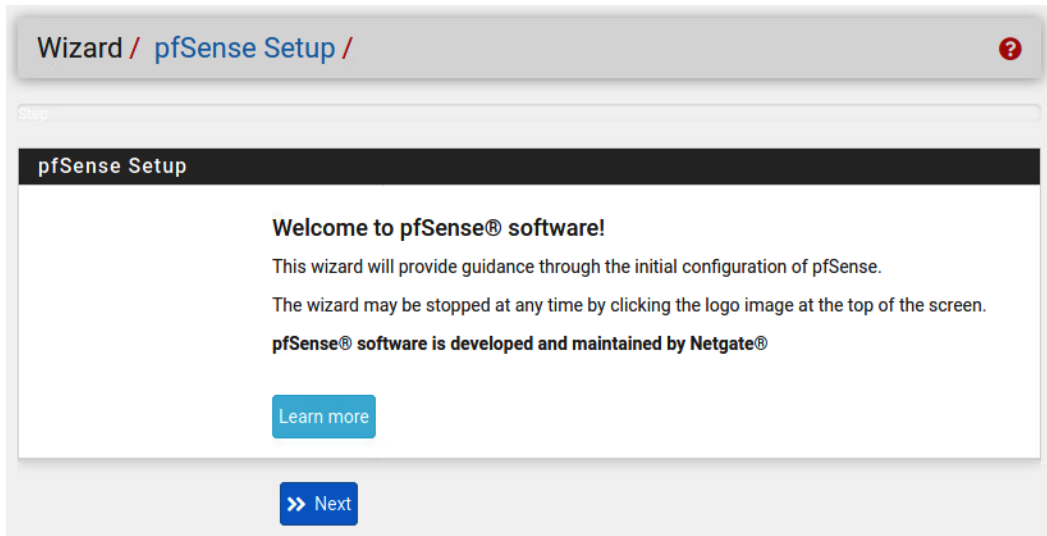 Wizard / pfSense Setup /
Step
pfSense Setup
Welcome to pfSense® software!
This wizard will provide guidance through the initial configuration of pfSense.
The wizard may be stopped at any time by clicking the logo image at the top of the screen.
pfSense® software is developed and maintained by Netgate®
Learn more
Next